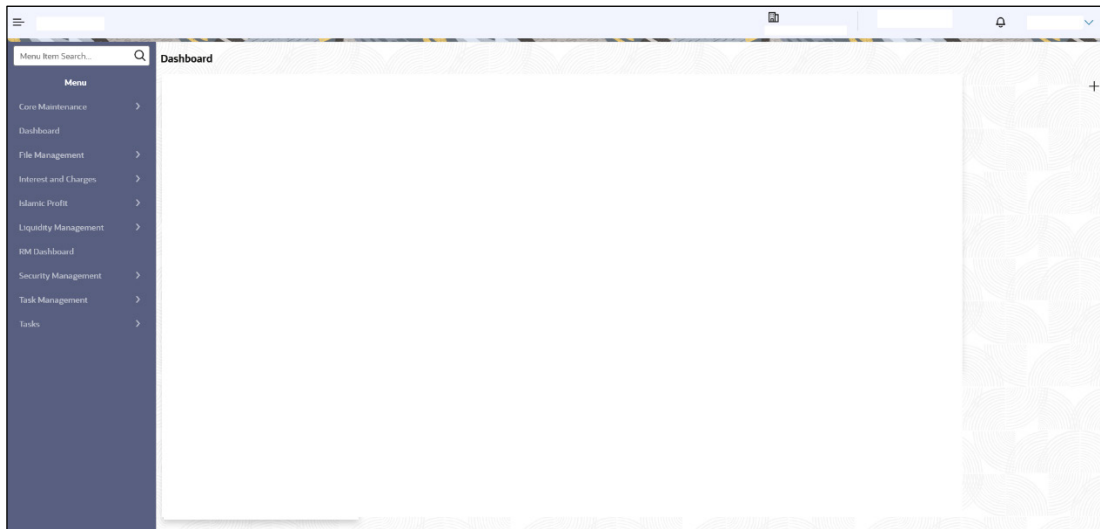 Menu Item Search...
Dashboard
Menu
Core Maintenance
Dashboard
File Management
Interest and Charges
Islamic Profit
Liquidity Management
RM Dashboard
Security Management
Task Management
Tasks